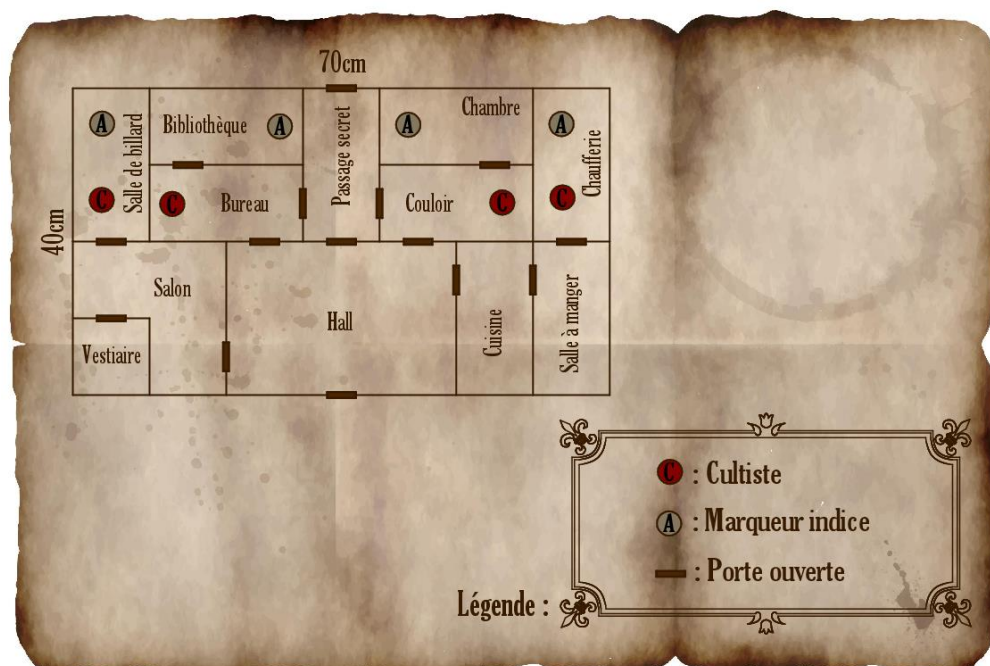 70cm
40cm
A
Salle de billard
C
Bibliothèque
A
C
Bureau
Passage secret
A
Chambre
Couloir
C
A
Chaufferie
C
Salon
Vestiaire
Hall
Cuisine
Salle à manger
C : Cultiste
A : Marqueur indice
: Porte ouverte
Légende :